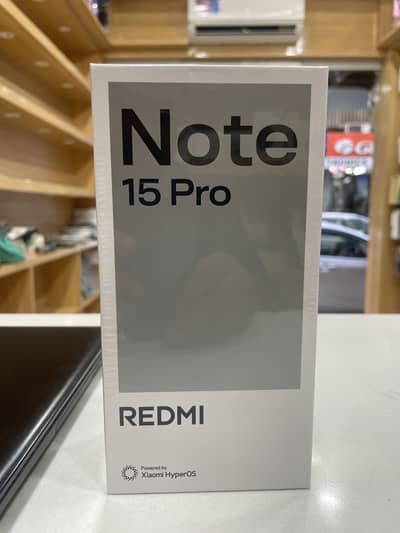 Note
15 Pro
REDMI
Powered by
Xiaomi HyperOS